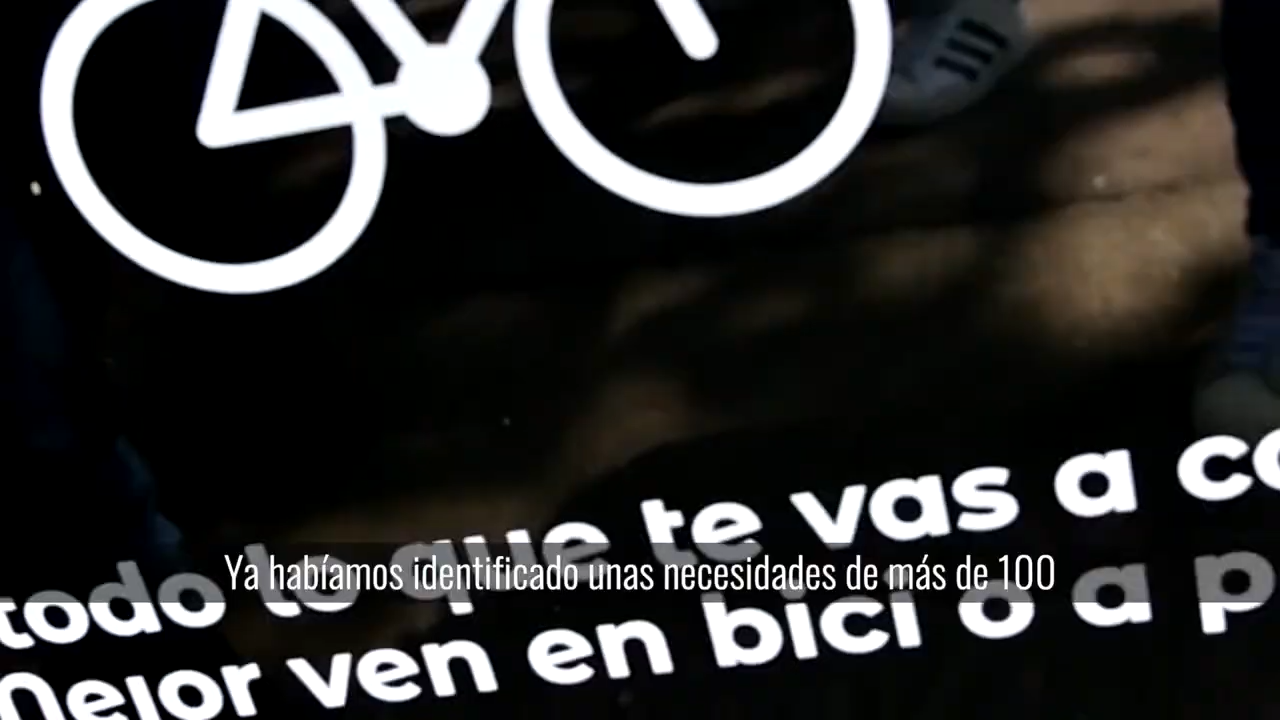 todo lo que te vas a co
Mejor ven en bici o a p
Ya habíamos identificado unas necesidades de más de 100